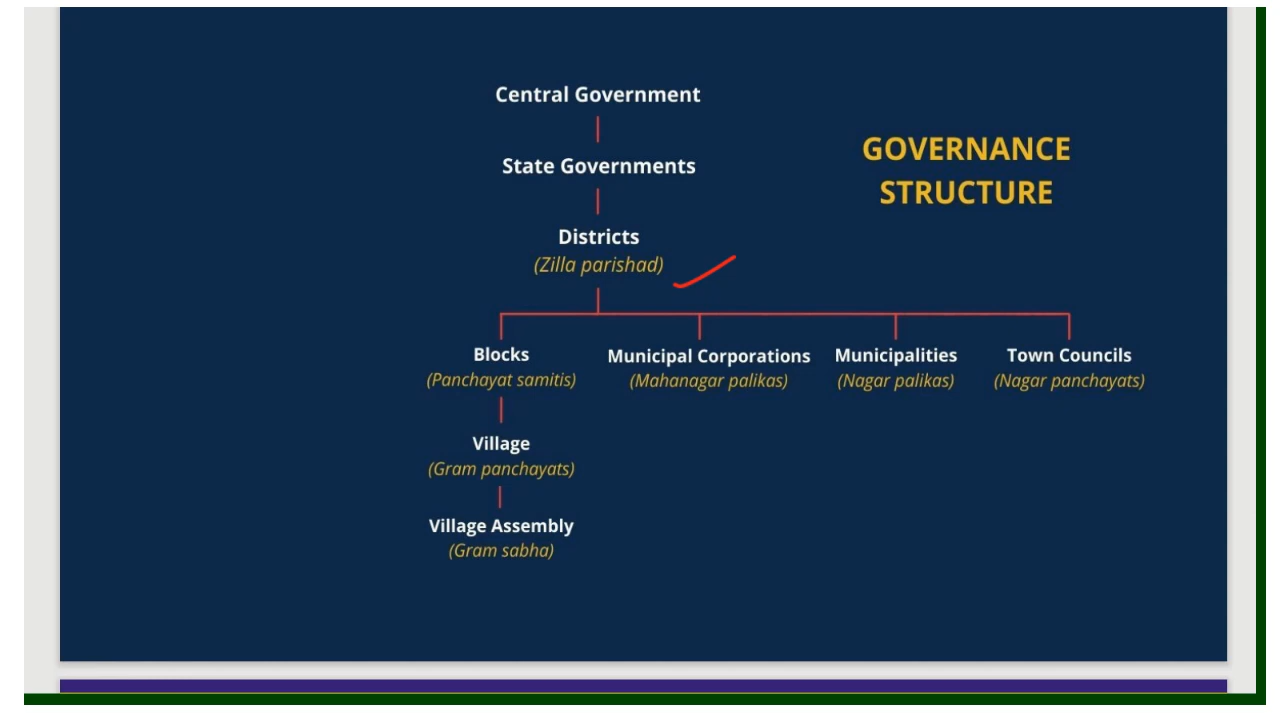 Central Government
State Governments
GOVERNANCE
STRUCTURE
Districts
(Zilla parishad)
Blocks
(Panchayat samitis)
Municipal Corporations
(Mahanagar palikas)
Municipalities
(Nagar palikas)
Town Councils
(Nagar panchayats)
Village
(Gram panchayats)
Village Assembly
(Gram sabha)